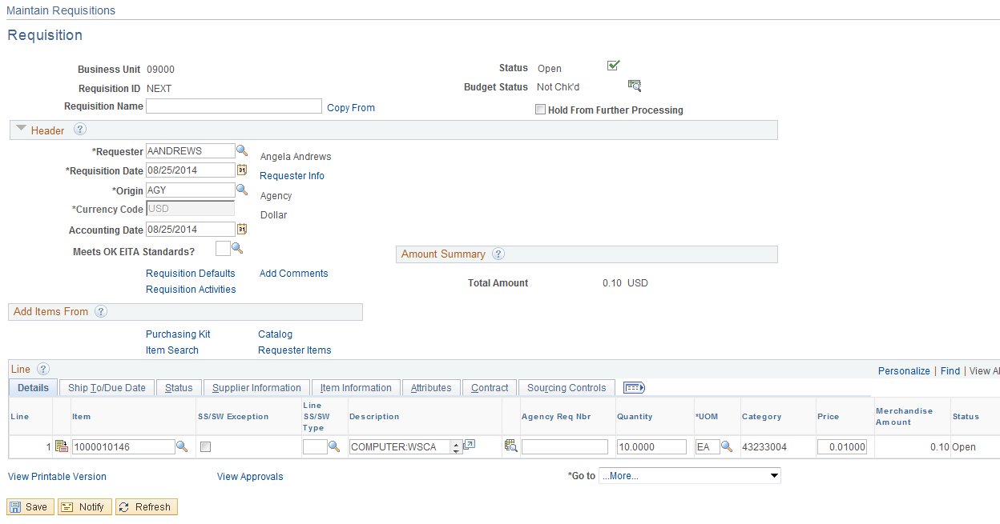 Maintain Requisitions
Requisition
Business Unit 09000
Status Open
Requisition ID NEXT
Budget Status Not Chk'd
Requisition Name Copy From
Hold From Further Processing
Header ?
*Requester AANDREWS Angela Andrews
*Requisition Date 08/25/2014 31 Requester Info
*Origin AGY Agency
*Currency Code USD Dollar
Accounting Date 08/25/2014 31
Meets OK EITA Standards?
Amount Summary ?
Requisition Defaults Add Comments
Total Amount 0.10 USD
Requisition Activities
Add Items From ?
Purchasing Kit Catalog
Item Search Requester Items
Line ? Personalize | Find | View Al
Details Ship To/Due Date Status Supplier Information Item Information Attributes Contract Sourcing Controls
Line Item SS/SW Exception Line SS/SW Type Description Agency Req Nbr Quantity *UOM Category Price Merchandise Amount Status
1 1000010146 COMPUTER:WSCA 10.0000 EA 43233004 0.01000 0.10 Open
View Printable Version View Approvals *Go to ...More...
Save Notify Refresh